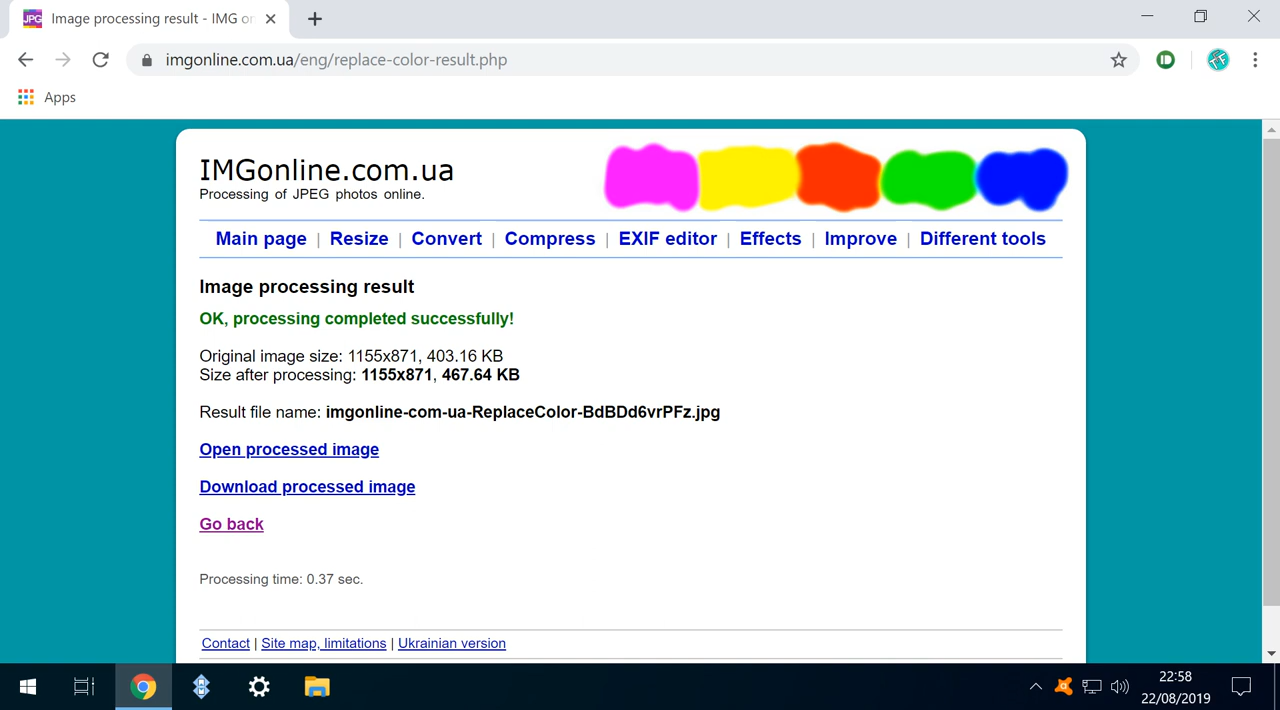 JPG Image processing result - IMG on
imgonline.com.ua/eng/replace-color-result.php
Apps
IMGonline.com.ua
Processing of JPEG photos online.
Main page | Resize | Convert | Compress | EXIF editor | Effects | Improve | Different tools
Image processing result
OK, processing completed successfully!
Original image size: 1155x871, 403.16 KB
Size after processing: 1155x871, 467.64 KB
Result file name: imgonline-com-ua-ReplaceColor-BdBDd6vrPFz.jpg
Open processed image
Download processed image
Go back
Processing time: 0.37 sec.
Contact | Site map, limitations | Ukrainian version
22:58
22/08/2019